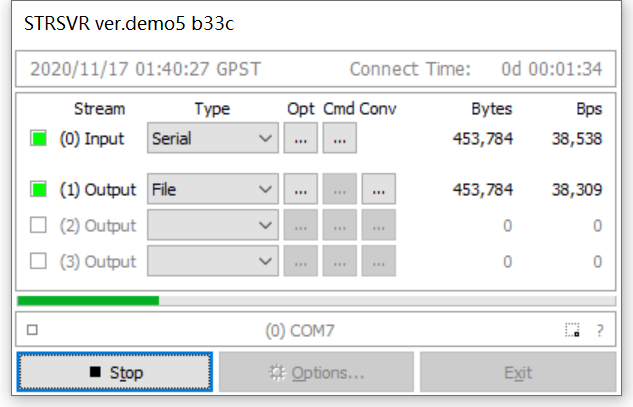 STRSVR ver.demo5 b33c
2020/11/17 01:40:27 GPST Connect Time: 0d 00:01:34
Stream Type Opt Cmd Conv Bytes Bps
(0) Input Serial ... ... 453,784 38,538
(1) Output File ... ... ... 453,784 38,309
(2) Output ... ... ... 0 0
(3) Output ... ... ... 0 0
(0) COM7 ?
Stop Options... Exit